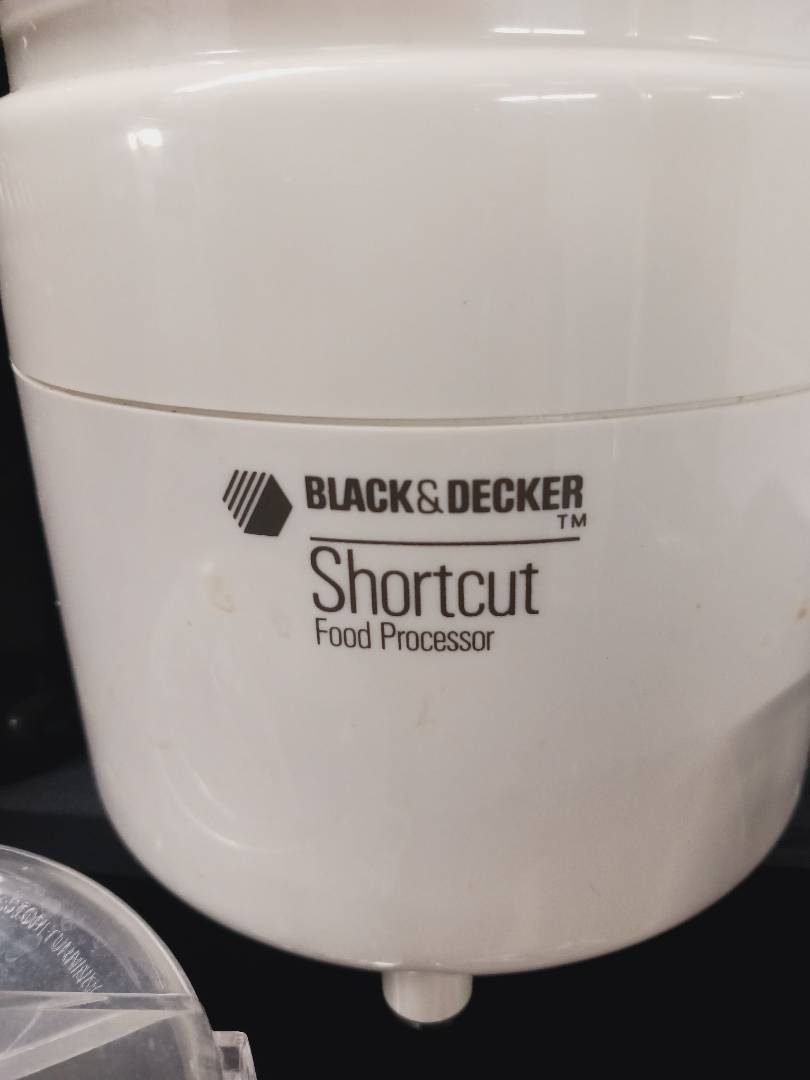 BLACK&DECKER
TM
Shortcut
Food Processor